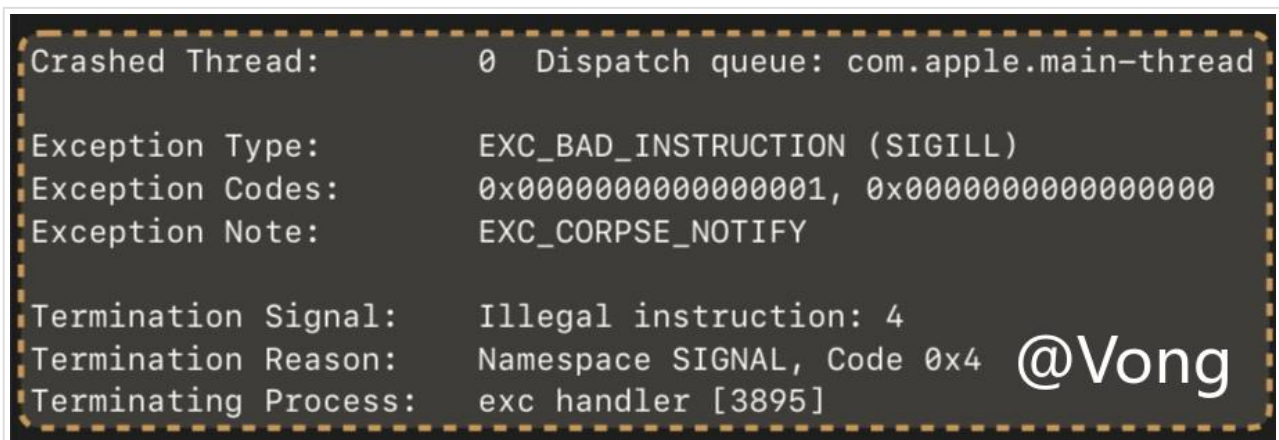 Crashed Thread: 0 Dispatch queue: com.apple.main-thread
Exception Type: EXC_BAD_INSTRUCTION (SIGILL)
Exception Codes: 0x0000000000000001, 0x0000000000000000
Exception Note: EXC_CORPSE_NOTIFY
Termination Signal: Illegal instruction: 4
Termination Reason: Namespace SIGNAL, Code 0x4
Terminating Process: exc handler [3895]
@Vong